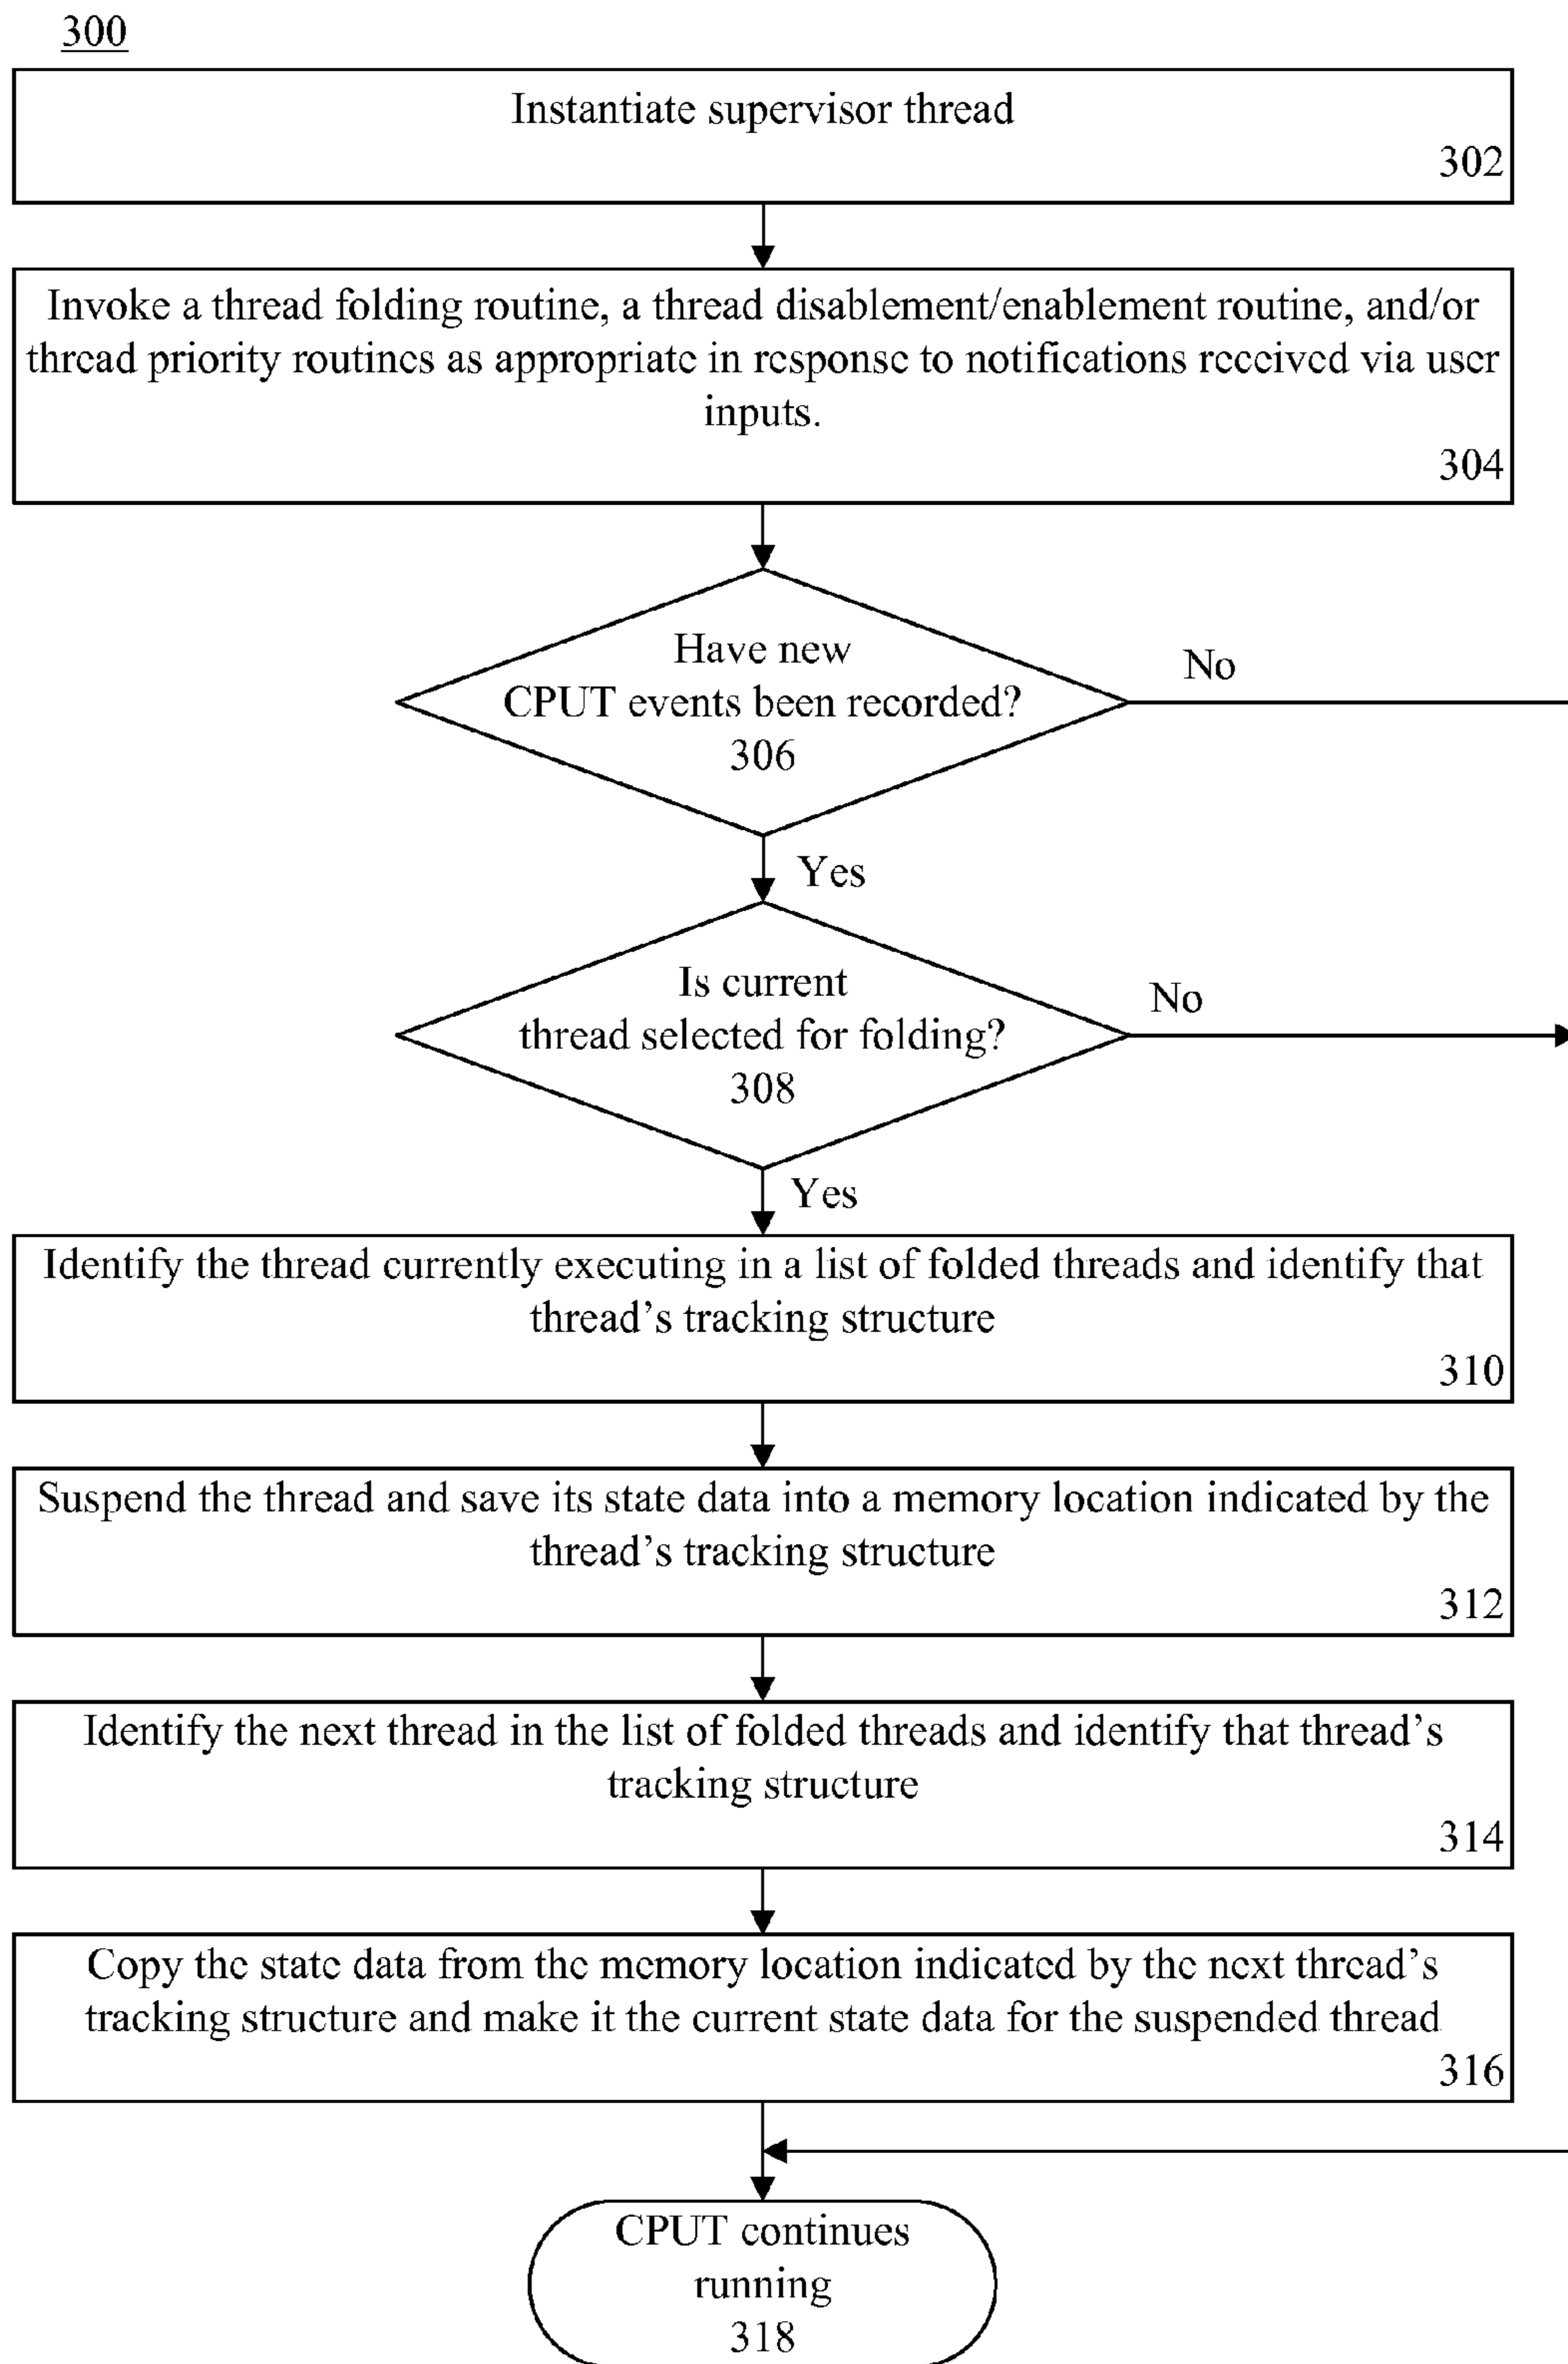 300
Instantiate supervisor thread
302
Invoke a thread folding routine, a thread disablement/enablement routine, and/or
thread priority routines as appropriate in response to notifications received via user
inputs.
304
Have new
CPUT events been recorded?
306
No
Yes
Is current
thread selected for folding?
308
No
Yes
Identify the thread currently executing in a list of folded threads and identify that
thread's tracking structure
310
Suspend the thread and save its state data into a memory location indicated by the
thread's tracking structure
312
Identify the next thread in the list of folded threads and identify that thread's
tracking structure
314
Copy the state data from the memory location indicated by the next thread's
tracking structure and make it the current state data for the suspended thread
316
CPUT continues
running
318